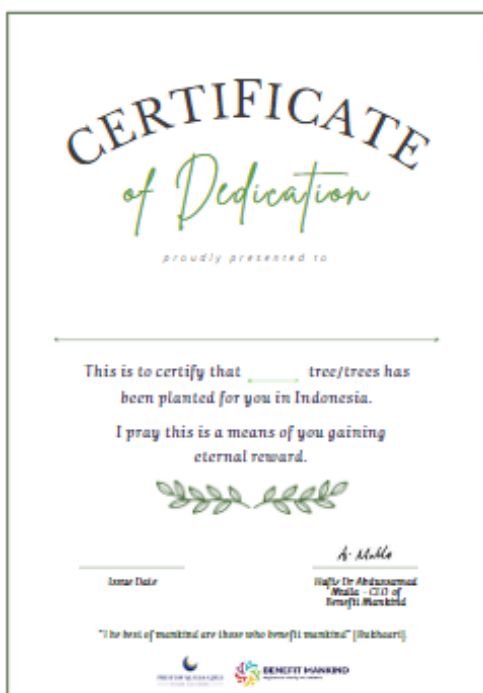 CERTIFICATE
of Dedication
proudly presented to
This is to certify that ______ tree/trees has
been planted for you in Indonesia.
I pray this is a means of you gaining
eternal reward.
Issue Date
Hafiz Dr Abdussamad
Mulla - CEO of
Benefit Mankind
"The best of mankind are those who benefit mankind" [Bukhaari].
BENEFIT MANKIND